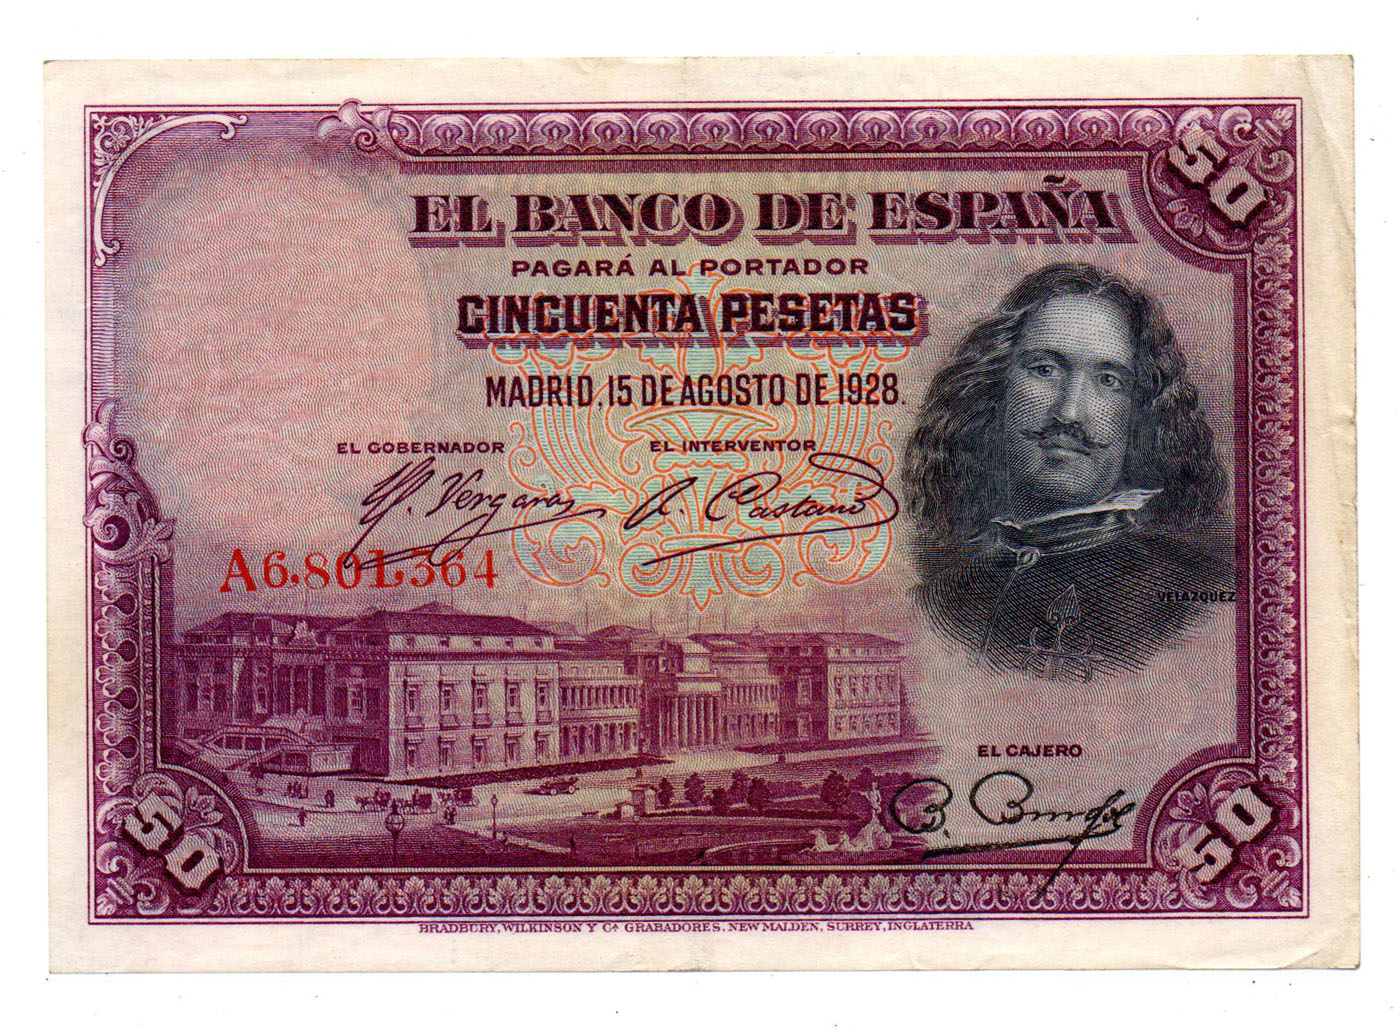 50
EL BANCO DE ESPAÑA
PAGARÁ AL PORTADOR
CINCUENTA PESETAS
MADRID, 15 DE AGOSTO DE 1928.
EL GOBERNADOR
EL INTERVENTOR
A6.801.364
VELAZQUEZ
EL CAJERO
50
50
BRADBURY, WILKINSON Y Cª GRABADORES, NEW MALDEN, SURREY, INGLATERRA